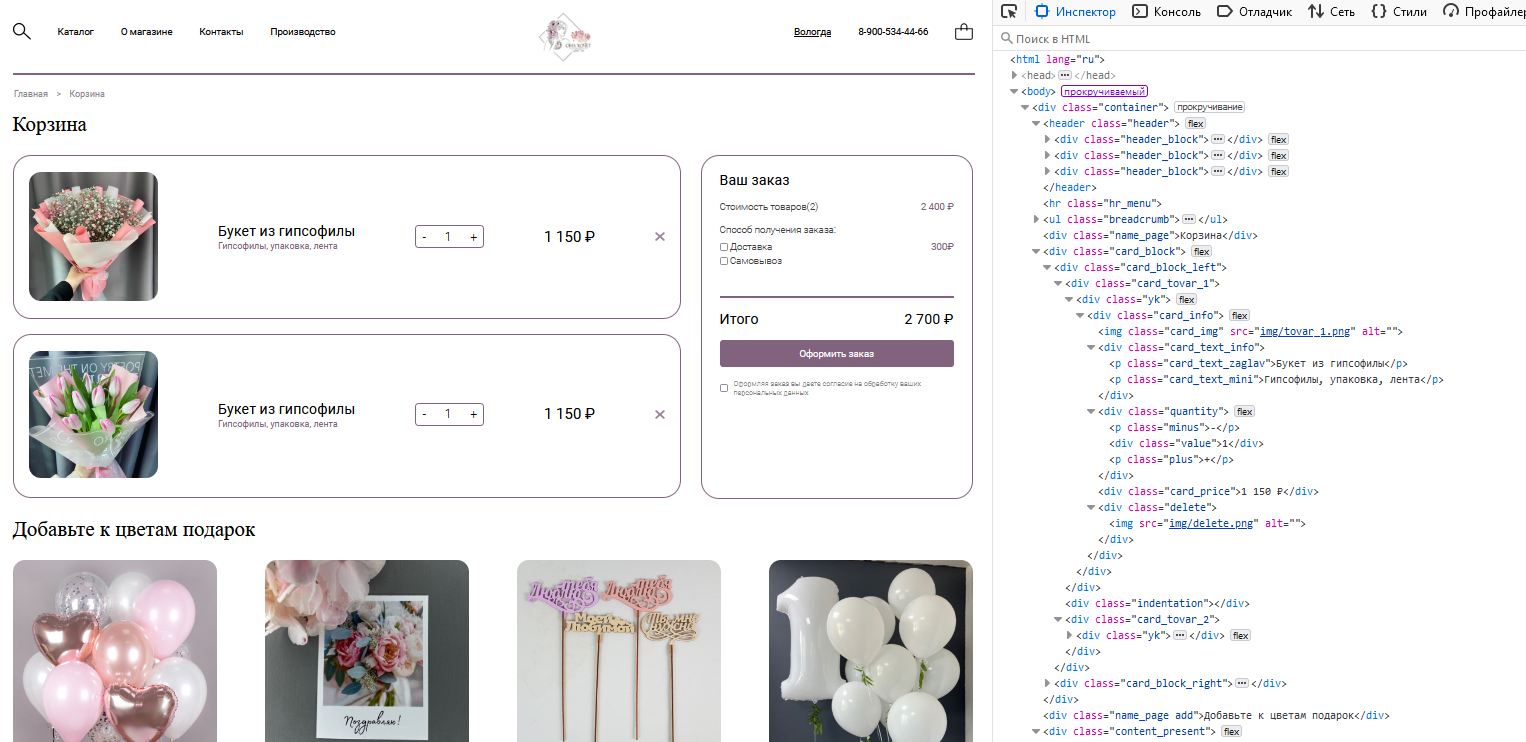 Каталог О магазине Контакты Производство Вологда 8-900-534-44-66
Главная > Корзина
Корзина
Букет из гипсофилы
Гипсофилы, упаковка, лента
- 1 +
1 150 ₽
×
Букет из гипсофилы
Гипсофилы, упаковка, лента
- 1 +
1 150 ₽
×
Ваш заказ
Стоимость товаров(2) 2 400 ₽
Способ получения заказа:
Доставка 300₽
Самовывоз
Итого 2 700 ₽
Оформить заказ
Оформляя заказ вы даете согласие на обработку ваших
персональных данных
Добавьте к цветам подарок
Поздравляю!
Инспектор Консоль Отладчик Сеть Стили Профайлер
Поиск в HTML
<html lang="ru">
<head> ••• </head>
<body> прокручиваемый
<div class="container"> прокручивание
<header class="header"> flex
<div class="header_block"> ••• </div> flex
<div class="header_block"> ••• </div> flex
<div class="header_block"> ••• </div> flex
</header>
<hr class="hr_menu">
<ul class="breadcrumb"> ••• </ul>
<div class="name_page">Корзина</div>
<div class="card_block"> flex
<div class="card_block_left">
<div class="card_tovar_1">
<div class="yk"> flex
<div class="card_info"> flex
<img class="card_img" src="img/tovar_1.png" alt="">
<div class="card_text_info">
<p class="card_text_zaglav">Букет из гипсофилы</p>
<p class="card_text_mini">Гипсофилы, упаковка, лента</p>
</div>
<div class="quantity"> flex
<p class="minus">-</p>
<div class="value">1</div>
<p class="plus">+</p>
</div>
<div class="card_price">1 150 ₽</div>
<div class="delete">
<img src="img/delete.png" alt="">
</div>
</div>
</div>
</div>
<div class="indentation"></div>
<div class="card_tovar_2">
<div class="yk"> ••• </div> flex
</div>
</div>
<div class="card_block_right"> ••• </div>
</div>
<div class="name_page add">Добавьте к цветам подарок</div>
<div class="content_present"> flex